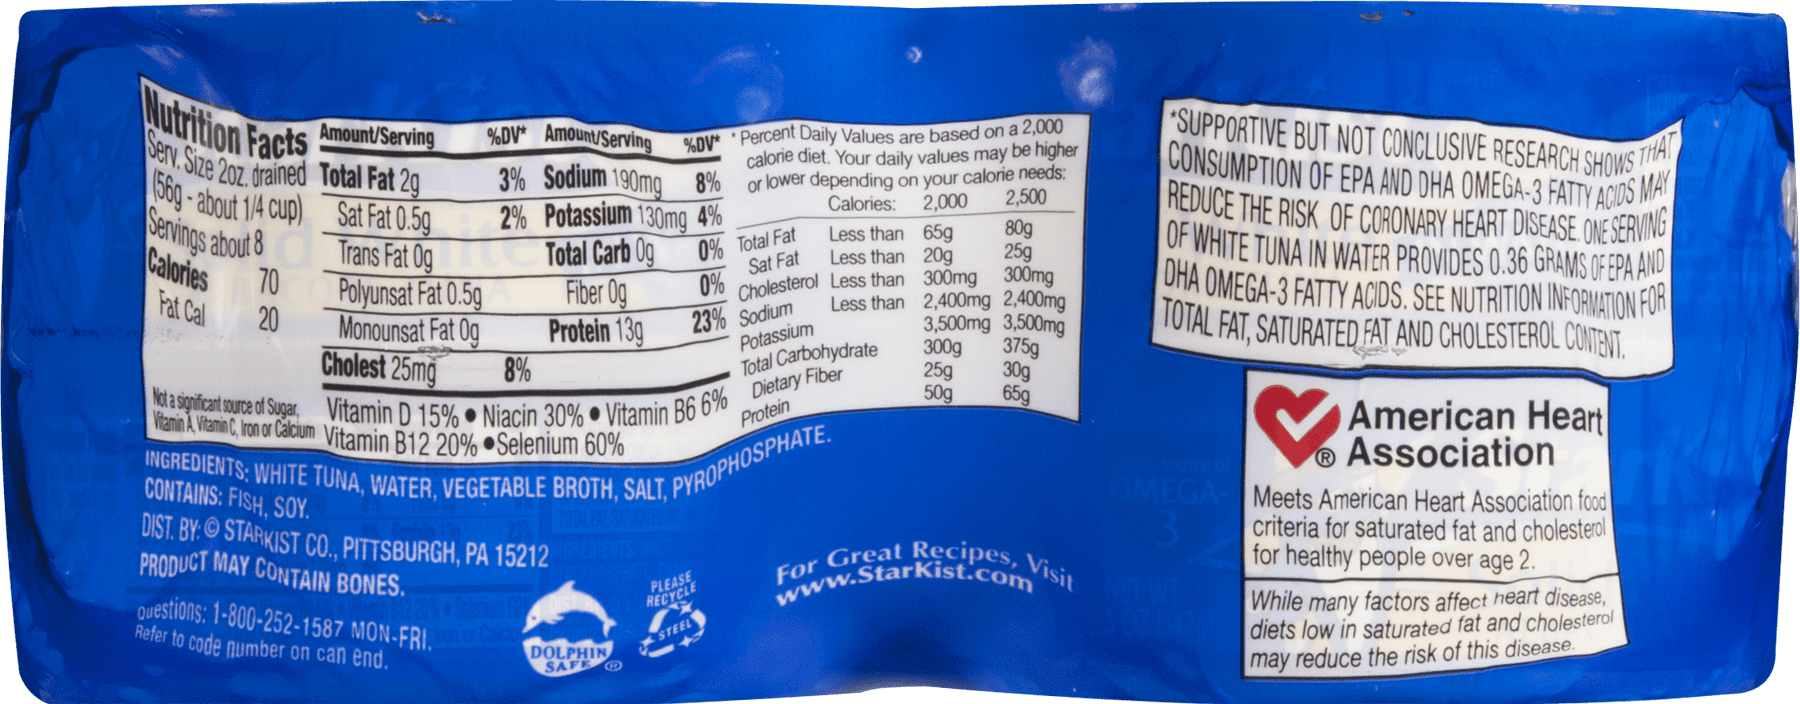 Nutrition Facts
Serv. Size 2oz. drained
(56g - about 1/4 cup)
Servings about 8
Calories 70
Fat Cal 20
Not a significant source of Sugar,
Vitamin A, Vitamin C, Iron or Calcium
Amount/Serving %DV* Amount/Serving %DV*
Total Fat 2g 3% Sodium 190mg 8%
Sat Fat 0.5g 2% Potassium 130mg 4%
Trans Fat 0g Total Carb 0g 0%
Polyunsat Fat 0.5g Fiber 0g 0%
Monounsat Fat 0g Protein 13g 23%
Cholest 25mg 8%
Vitamin D 15% ● Niacin 30% ● Vitamin B6 6%
Vitamin B12 20% ● Selenium 60%
* Percent Daily Values are based on a 2,000
calorie diet. Your daily values may be higher
or lower depending on your calorie needs:
Calories: 2,000 2,500
Total Fat Less than 65g 80g
Sat Fat Less than 20g 25g
Cholesterol Less than 300mg 300mg
Sodium Less than 2,400mg 2,400mg
Potassium 3,500mg 3,500mg
Total Carbohydrate 300g 375g
Dietary Fiber 25g 30g
Protein 50g 65g
INGREDIENTS: WHITE TUNA, WATER, VEGETABLE BROTH, SALT, PYROPHOSPHATE.
CONTAINS: FISH, SOY.
DIST. BY: © STARKIST CO., PITTSBURGH, PA 15212
PRODUCT MAY CONTAIN BONES.
Questions: 1-800-252-1587 MON-FRI.
Refer to code number on can end.
DOLPHIN
SAFE ®
PLEASE
RECYCLE
STEEL
For Great Recipes, Visit
www.StarKist.com
*SUPPORTIVE BUT NOT CONCLUSIVE RESEARCH SHOWS THAT
CONSUMPTION OF EPA AND DHA OMEGA-3 FATTY ACIDS MAY
REDUCE THE RISK OF CORONARY HEART DISEASE. ONE SERVING
OF WHITE TUNA IN WATER PROVIDES 0.36 GRAMS OF EPA AND
DHA OMEGA-3 FATTY ACIDS. SEE NUTRITION INFORMATION FOR
TOTAL FAT, SATURATED FAT AND CHOLESTEROL CONTENT.
American Heart
® Association
Meets American Heart Association food
criteria for saturated fat and cholesterol
for healthy people over age 2.
While many factors affect heart disease,
diets low in saturated fat and cholesterol
may reduce the risk of this disease.
OMEGA-
3